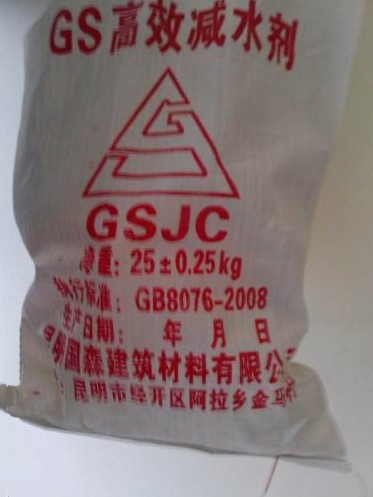 GS高效减水剂
GSJC
净重: 25±0.25kg
执行标准: GB8076-2008
生产日期: 年 月 日
昆明国森建筑材料有限公
昆明市经开区阿拉乡金马